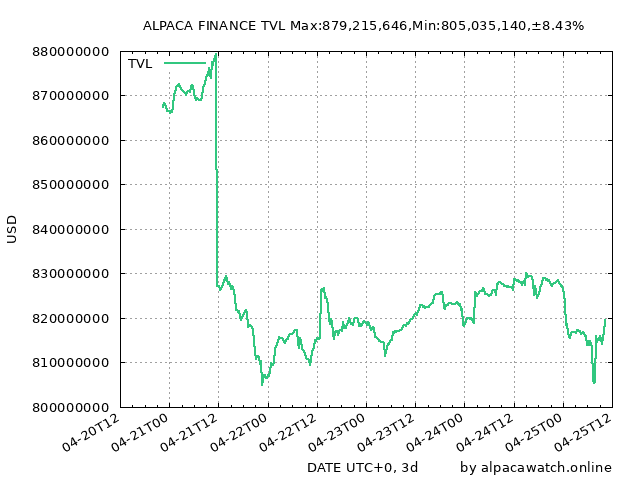 ALPACA FINANCE TVL Max:879,215,646,Min:805,035,140,±8.43%
880000000
TVL
870000000
860000000
850000000
840000000
USD
830000000
820000000
810000000
800000000
04-20T12
04-21T00
04-21T12
04-22T00
04-22T12
04-23T00
04-23T12
04-24T00
04-24T12
04-25T00
04-25T12
DATE UTC+0, 3d
by alpacawatch.online